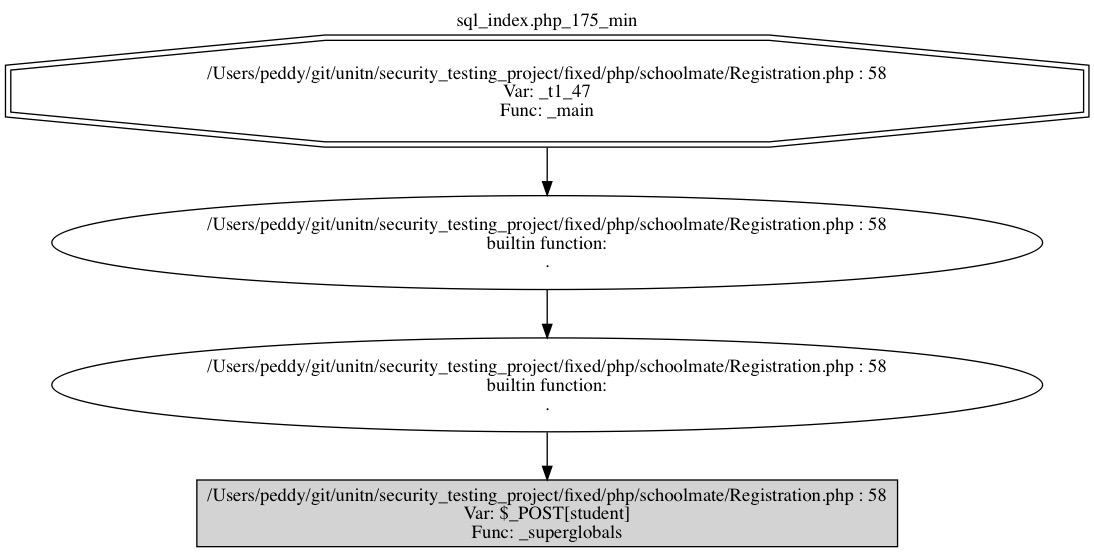 sql_index.php_175_min
/Users/peddy/git/unitn/security_testing_project/fixed/php/schoolmate/Registration.php : 58
Var: _t1_47
Func: _main
/Users/peddy/git/unitn/security_testing_project/fixed/php/schoolmate/Registration.php : 58
builtin function:
.
/Users/peddy/git/unitn/security_testing_project/fixed/php/schoolmate/Registration.php : 58
builtin function:
.
/Users/peddy/git/unitn/security_testing_project/fixed/php/schoolmate/Registration.php : 58
Var: $_POST[student]
Func: _superglobals